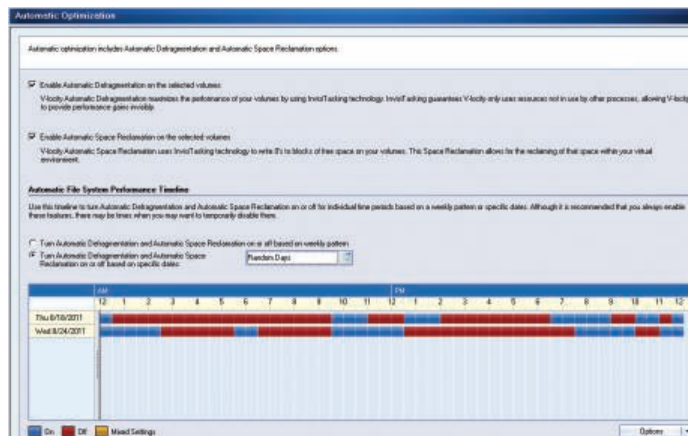 Automatic Optimization
Automatic optimization includes Automatic Defragmentation and Automatic Space Reclamation options.
Enable Automatic Defragmentation on the selected volumes
V-locity Automatic Defragmentation maximizes the performance of your volumes by using InvisiTasking technology. InvisiTasking guarantees V-locity only uses resources not in use by other processes, allowing V-locity
to provide performance gains invisibly.
Enable Automatic Space Reclamation on the selected volumes
V-locity Automatic Space Reclamation uses InvisiTasking technology to write 0's to blocks of free space on your volumes. This Space Reclamation allows for the reclaiming of that space within your virtual
environment.
Automatic File System Performance Timeline
Use this timeline to turn Automatic Defragmentation and Automatic Space Reclamation on or off for individual time periods based on a weekly pattern or specific dates. Although it is recommended that you always enable
these features, there may be times when you may want to temporarily disable them.
Turn Automatic Defragmentation and Automatic Space Reclamation on or off based on weekly pattern
Turn Automatic Defragmentation and Automatic Space
Reclamation on or off based on specific dates:
Random Days
AM PM
12 1 2 3 4 5 6 7 8 9 10 11 12 1 2 3 4 5 6 7 8 9 10 11 12
Thu 8/18/2011
Wed 8/24/2011
On Off Mixed Settings
Options